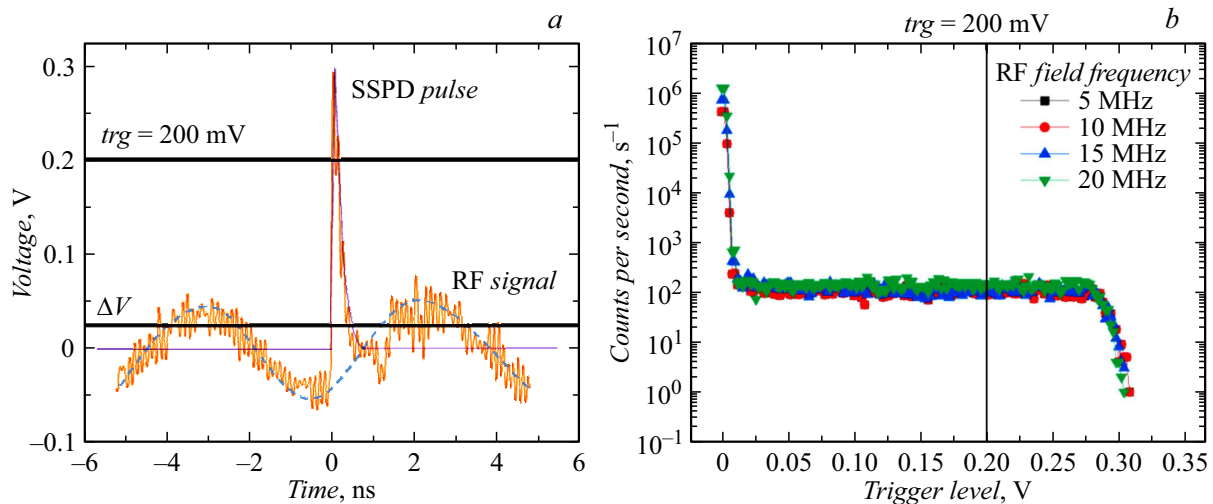 a
0.3
SSPD pulse
trg = 200 mV
0.2
Voltage, V
0.1
RF signal
ΔV
0
–0.1
–6 –4 –2 0 2 4 6
Time, ns
trg = 200 mV b
10⁷
RF field frequency
10⁶
5 MHz
10 MHz
10⁵
15 MHz
20 MHz
10⁴
Counts per second, s⁻¹
10³
10²
10¹
10⁰
10⁻¹
0 0.05 0.10 0.15 0.20 0.25 0.30 0.35
Trigger level, V